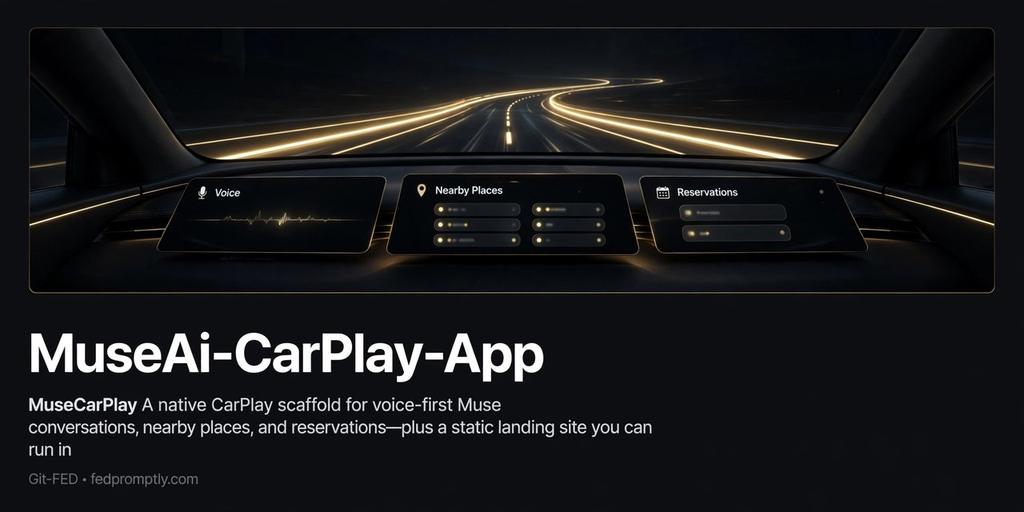 Voice
Nearby Places
Reservations
MuseAi-CarPlay-App
MuseCarPlay A native CarPlay scaffold for voice-first Muse
conversations, nearby places, and reservations—plus a static landing site you can
run in
Git-FED • fedpromptly.com